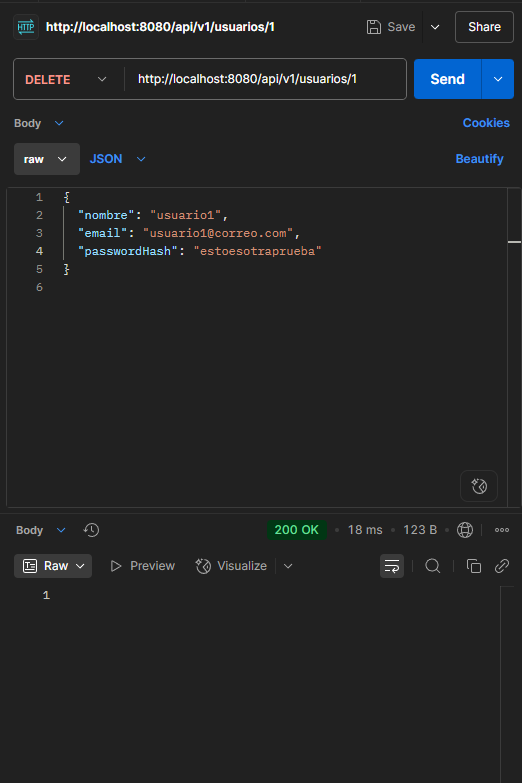 HTTP http://localhost:8080/api/v1/usuarios/1 Save Share
DELETE http://localhost:8080/api/v1/usuarios/1 Send
Body Cookies
raw JSON Beautify
1 {
2 "nombre": "usuario1",
3 "email": "usuario1@correo.com",
4 "passwordHash": "estoesotraprueba"
5 }
6
Body 200 OK • 18 ms • 123 B •
Raw Preview Visualize
1